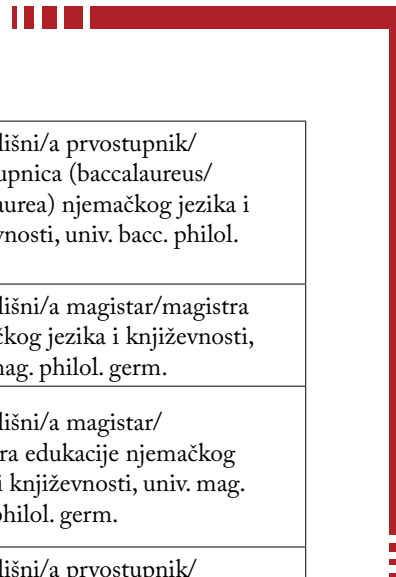 lišni/a prvostupnik/
upnica (baccalaureus/
aurea) njemačkog jezika i
vnosti, univ. bacc. philol.
lišni/a magistar/magistra
čkog jezika i književnosti,
mag. philol. germ.
lišni/a magistar/
ra edukacije njemačkog
i književnosti, univ. mag.
philol. germ.
lišni/a prvostupnik/